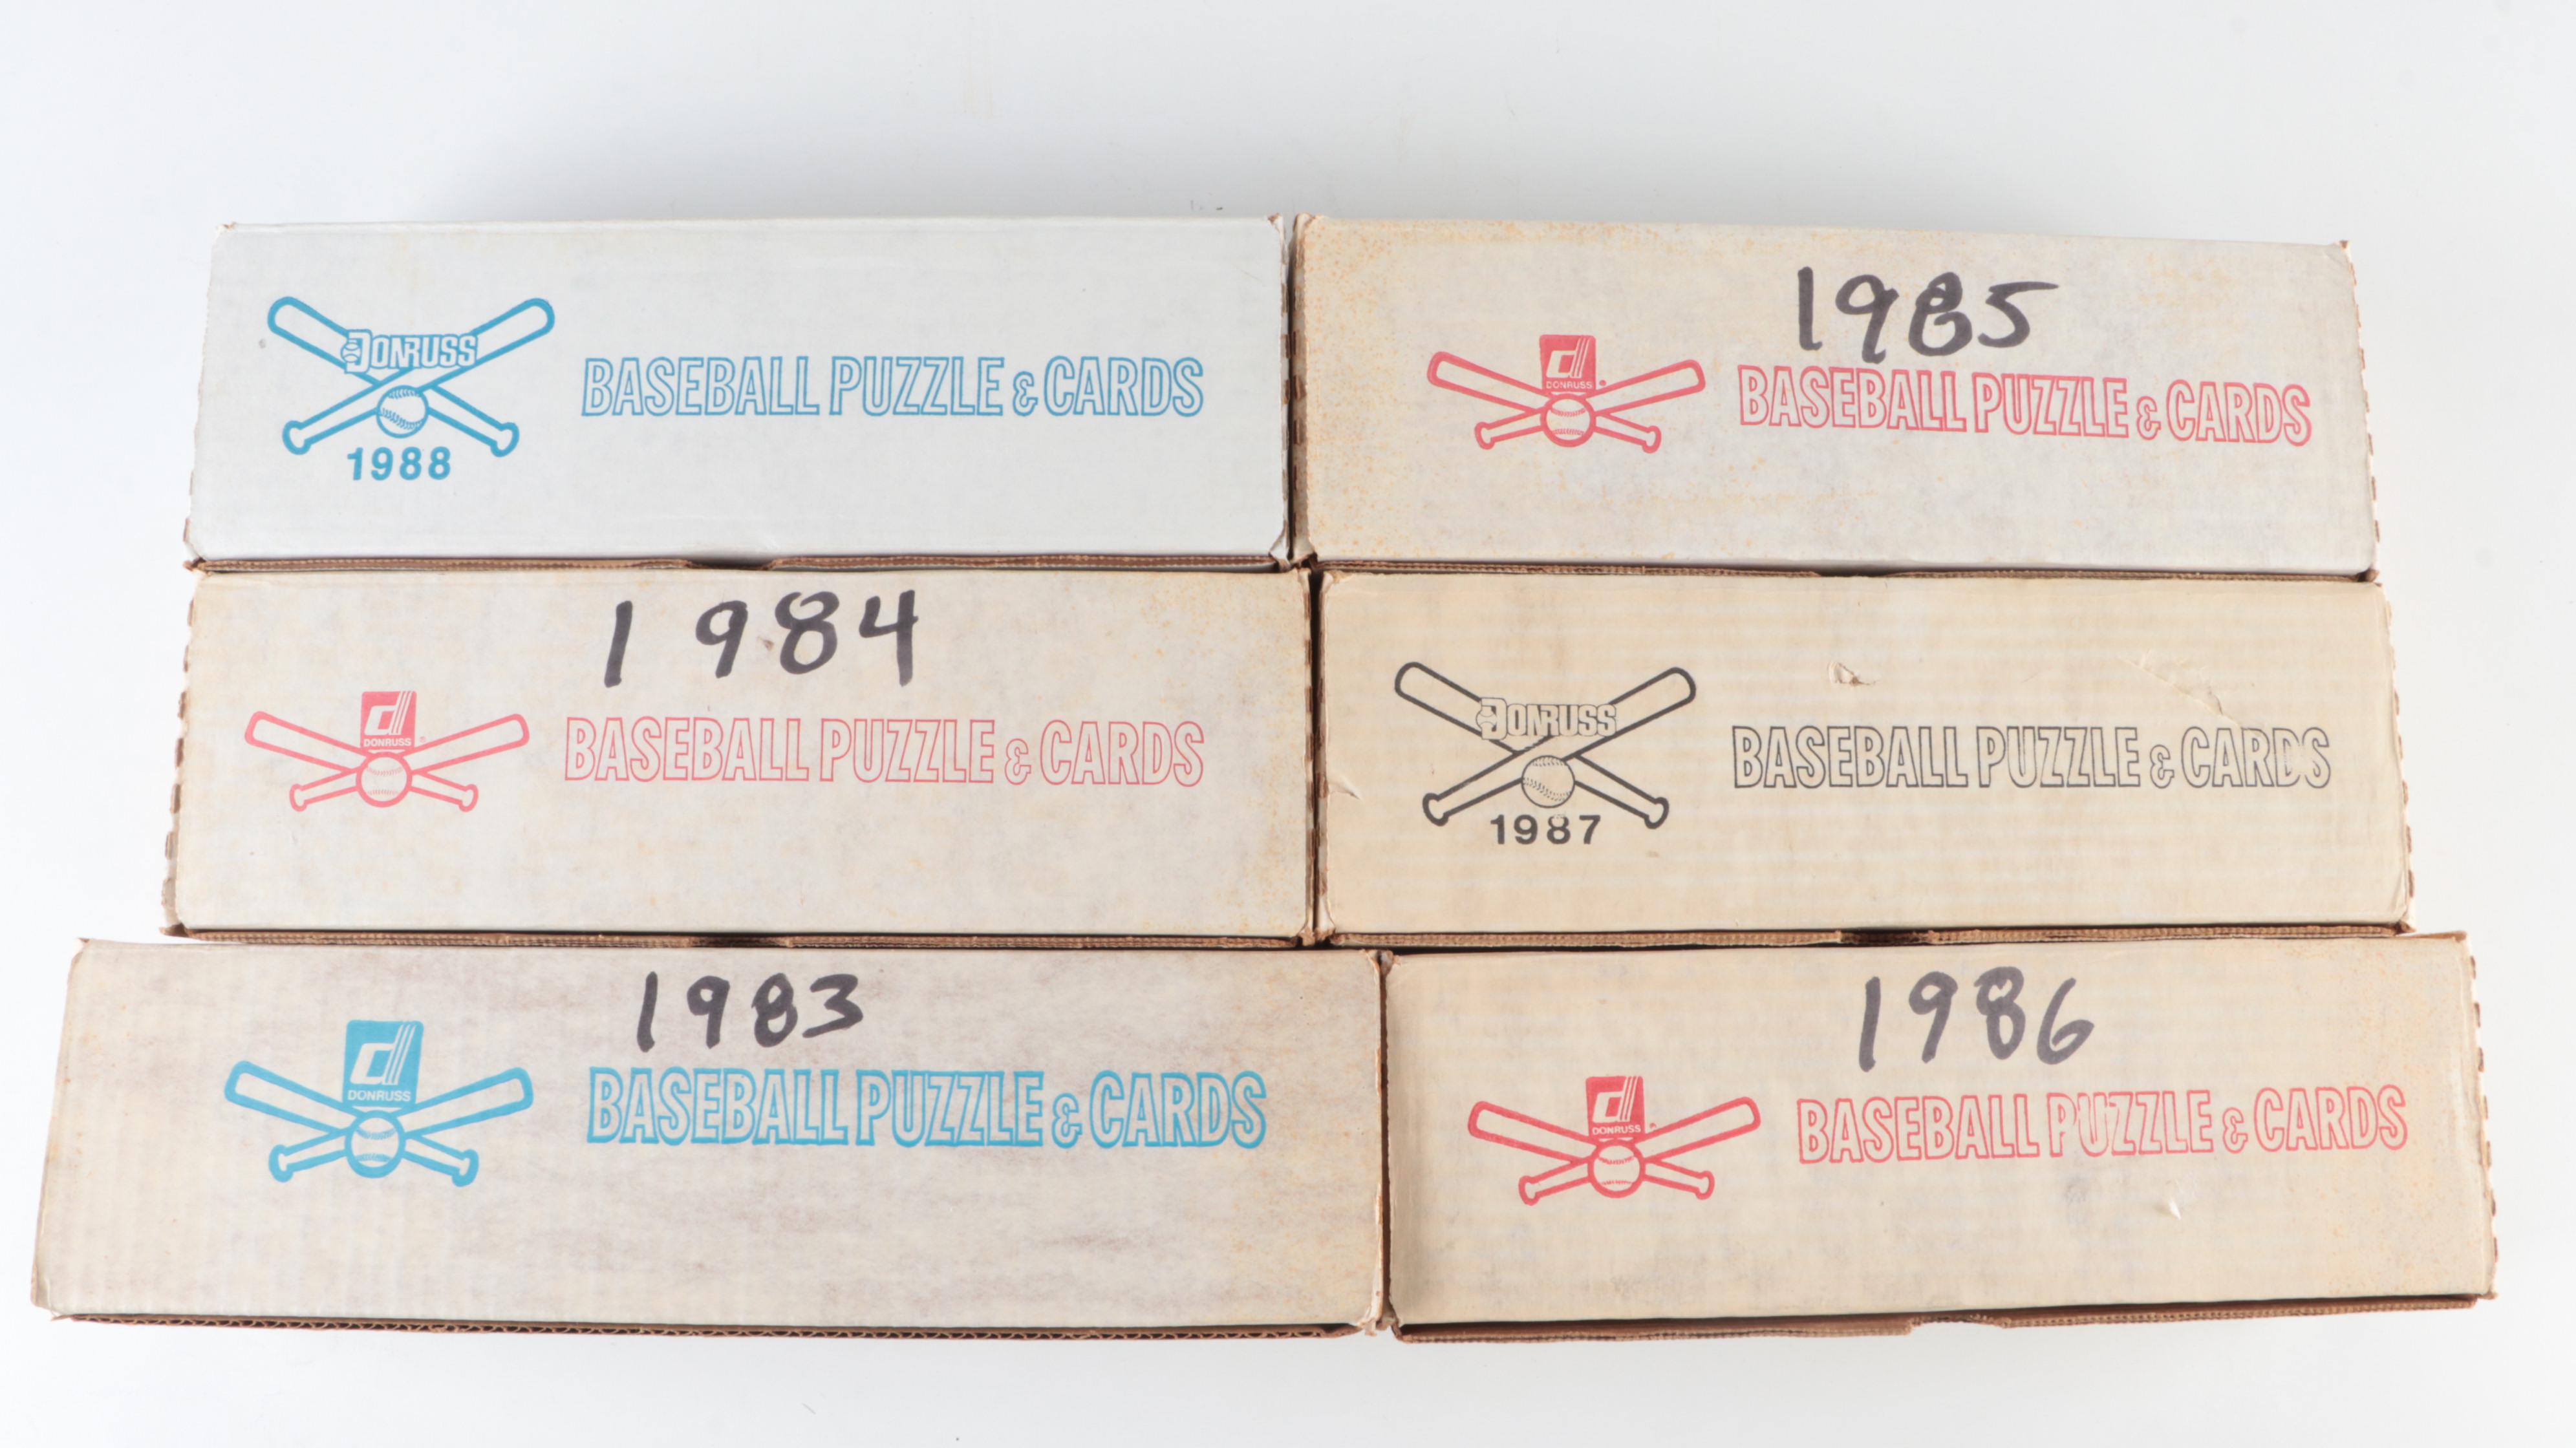 DONRUSS
1988
BASEBALL PUZZLE & CARDS
1985
d
DONRUSS
BASEBALL PUZZLE & CARDS
1984
d
DONRUSS®
BASEBALL PUZZLE & CARDS
DONRUSS
1987
BASEBALL PUZZLE & CARDS
1983
d
DONRUSS
BASEBALL PUZZLE & CARDS
1986
d
DONRUSS
BASEBALL PUZZLE & CARDS